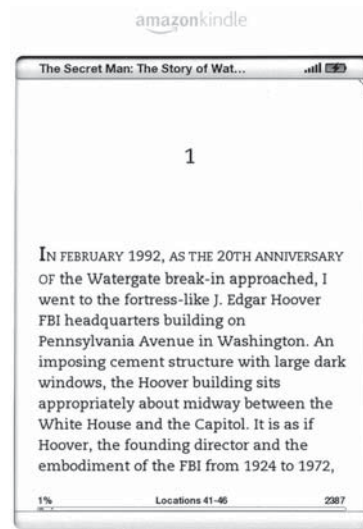 amazonkindle
The Secret Man: The Story of Wat...
1
IN FEBRUARY 1992, AS THE 20TH ANNIVERSARY
OF the Watergate break-in approached, I
went to the fortress-like J. Edgar Hoover
FBI headquarters building on
Pennsylvania Avenue in Washington. An
imposing cement structure with large dark
windows, the Hoover building sits
appropriately about midway between the
White House and the Capitol. It is as if
Hoover, the founding director and the
embodiment of the FBI from 1924 to 1972,
1% Locations 41-46 2387